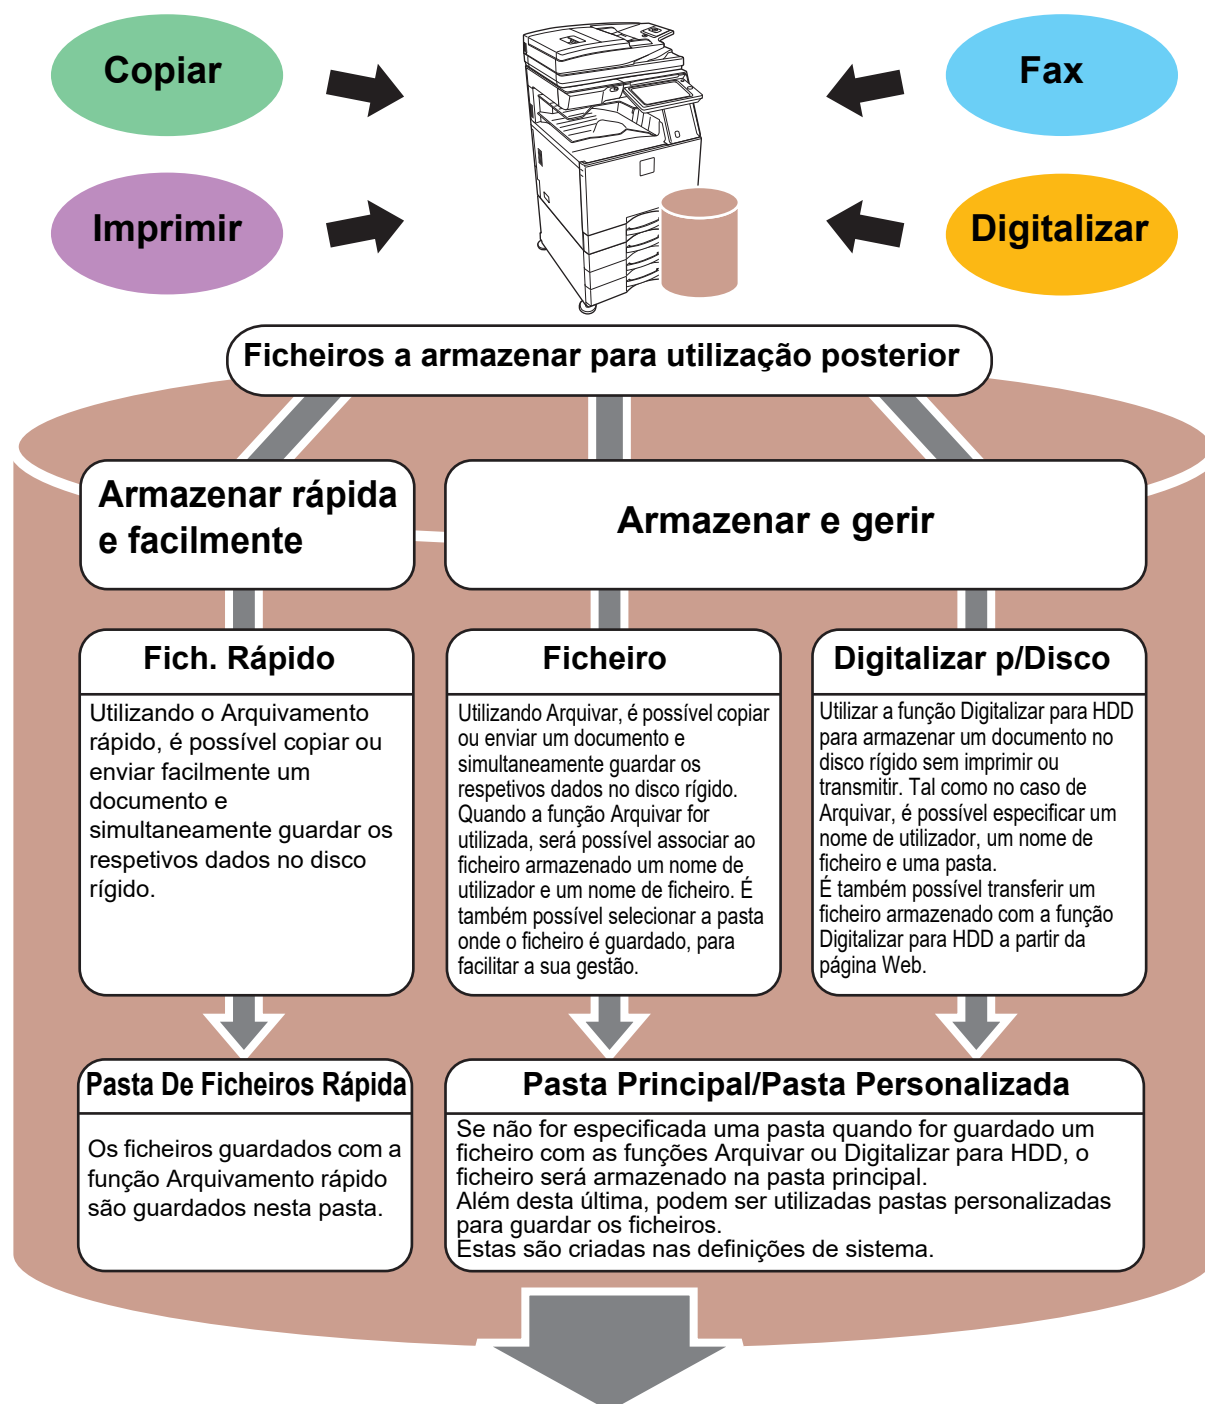 Copiar
Fax
Imprimir
Digitalizar
Ficheiros a armazenar para utilização posterior
Armazenar rápida
e facilmente
Armazenar e gerir
Fich. Rápido
Utilizando o Arquivamento
rápido, é possível copiar ou
enviar facilmente um
documento e
simultaneamente guardar os
respetivos dados no disco
rígido.
Ficheiro
Utilizando Arquivar, é possível copiar
ou enviar um documento e
simultaneamente guardar os
respetivos dados no disco rígido.
Quando a função Arquivar for
utilizada, será possível associar ao
ficheiro armazenado um nome de
utilizador e um nome de ficheiro. É
também possível selecionar a pasta
onde o ficheiro é guardado, para
facilitar a sua gestão.
Digitalizar p/Disco
Utilizar a função Digitalizar para HDD
para armazenar um documento no
disco rígido sem imprimir ou
transmitir. Tal como no caso de
Arquivar, é possível especificar um
nome de utilizador, um nome de
ficheiro e uma pasta.
É também possível transferir um
ficheiro armazenado com a função
Digitalizar para HDD a partir da
página Web.
Pasta De Ficheiros Rápida
Os ficheiros guardados com a
função Arquivamento rápido
são guardados nesta pasta.
Pasta Principal/Pasta Personalizada
Se não for especificada uma pasta quando for guardado um
ficheiro com as funções Arquivar ou Digitalizar para HDD, o
ficheiro será armazenado na pasta principal.
Além desta última, podem ser utilizadas pastas personalizadas
para guardar os ficheiros.
Estas são criadas nas definições de sistema.